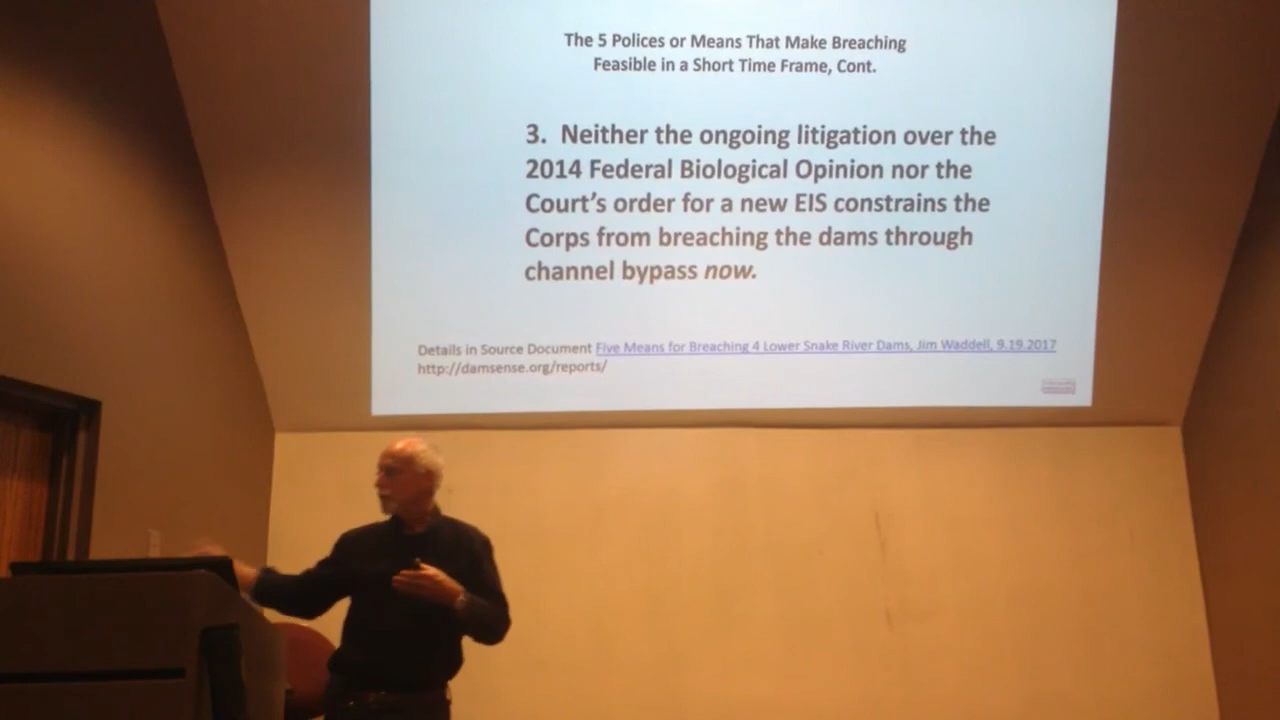 The 5 Polices or Means That Make Breaching
Feasible in a Short Time Frame, Cont.
3. Neither the ongoing litigation over the
2014 Federal Biological Opinion nor the
Court's order for a new EIS constrains the
Corps from breaching the dams through
channel bypass now.
Details in Source Document Five Means for Breaching 4 Lower Snake River Dams, Jim Waddell, 9.19.2017
http://damsense.org/reports/